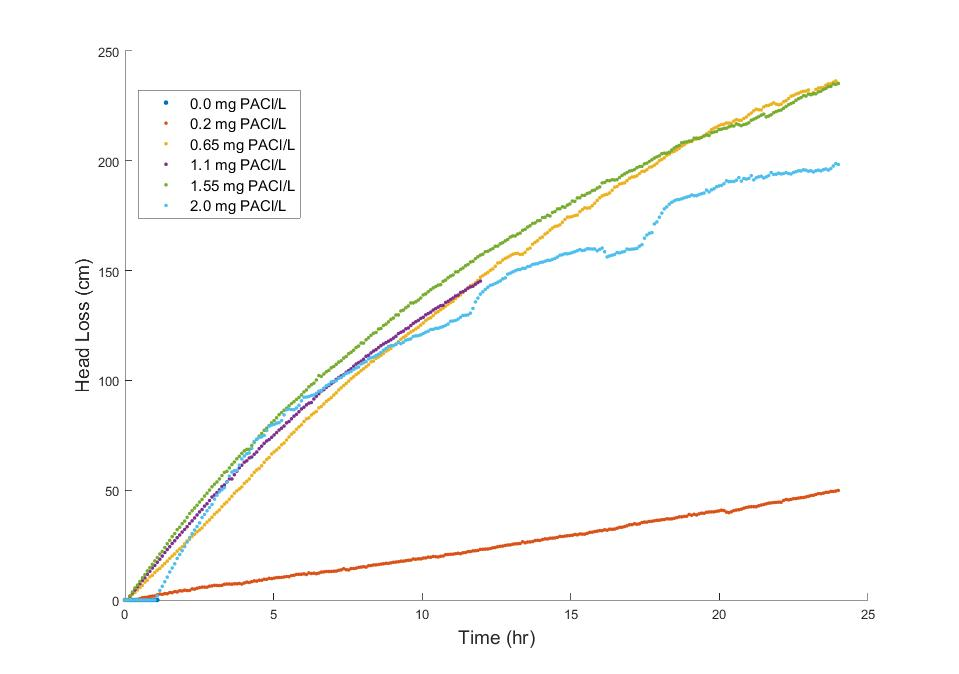 250
200
150
100
50
0
Head Loss (cm)
0.0 mg PACl/L
0.2 mg PACl/L
0.65 mg PACl/L
1.1 mg PACl/L
1.55 mg PACl/L
2.0 mg PACl/L
0 5 10 15 20 25
Time (hr)